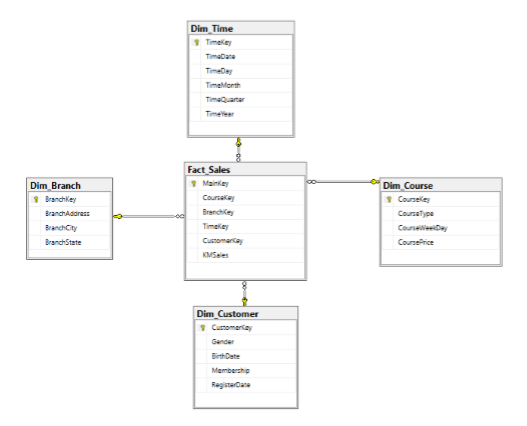 Dim_Time
TimeKey
TimeDate
TimeDay
TimeMonth
TimeQuarter
TimeYear
Fact_Sales
MainKey
CourseKey
BranchKey
TimeKey
CustomerKey
KMSales
Dim_Branch
BranchKey
BranchAddress
BranchCity
BranchState
Dim_Course
CourseKey
CourseType
CourseWeekDay
CoursePrice
Dim_Customer
CustomerKey
Gender
BirthDate
Membership
RegisterDate